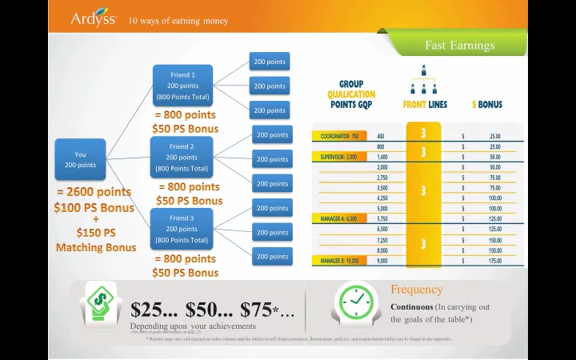 Ardyss
10 ways of earning money
Fast Earnings
You
200 points
= 2600 points
$100 PS Bonus
+
$150 PS
Matching Bonus
Friend 1
200 points
(800 Points Total)
= 800 points
$50 PS Bonus
Friend 2
200 points
(800 Points Total)
= 800 points
$50 PS Bonus
Friend 3
200 points
(800 Points Total)
= 800 points
$50 PS Bonus
200 points
200 points
200 points
200 points
200 points
200 points
200 points
200 points
200 points
GROUP
QUALICATION
POINTS GQP
FRONT LINES
$ BONUS
COORDINATOR: 700 400 3 $ 25.00
800 $ 25.00
SUPERVISOR: 2,000 1,400 3 $ 50.00
2,000 $ 50.00
2,750 $ 75.00
3,500 3 $ 75.00
4,250 $ 100.00
5,000 $ 100.00
MANAGER A: 6,000 5,750 $ 125.00
6,500 $ 125.00
7,250 3 $ 150.00
8,000 $ 150.00
MANAGER B: 10,000 9,000 $ 175.00
$25... $50... $75*...
Depending upon your achievements
Frequency
Continuous (In carrying out
the goals of the table*)